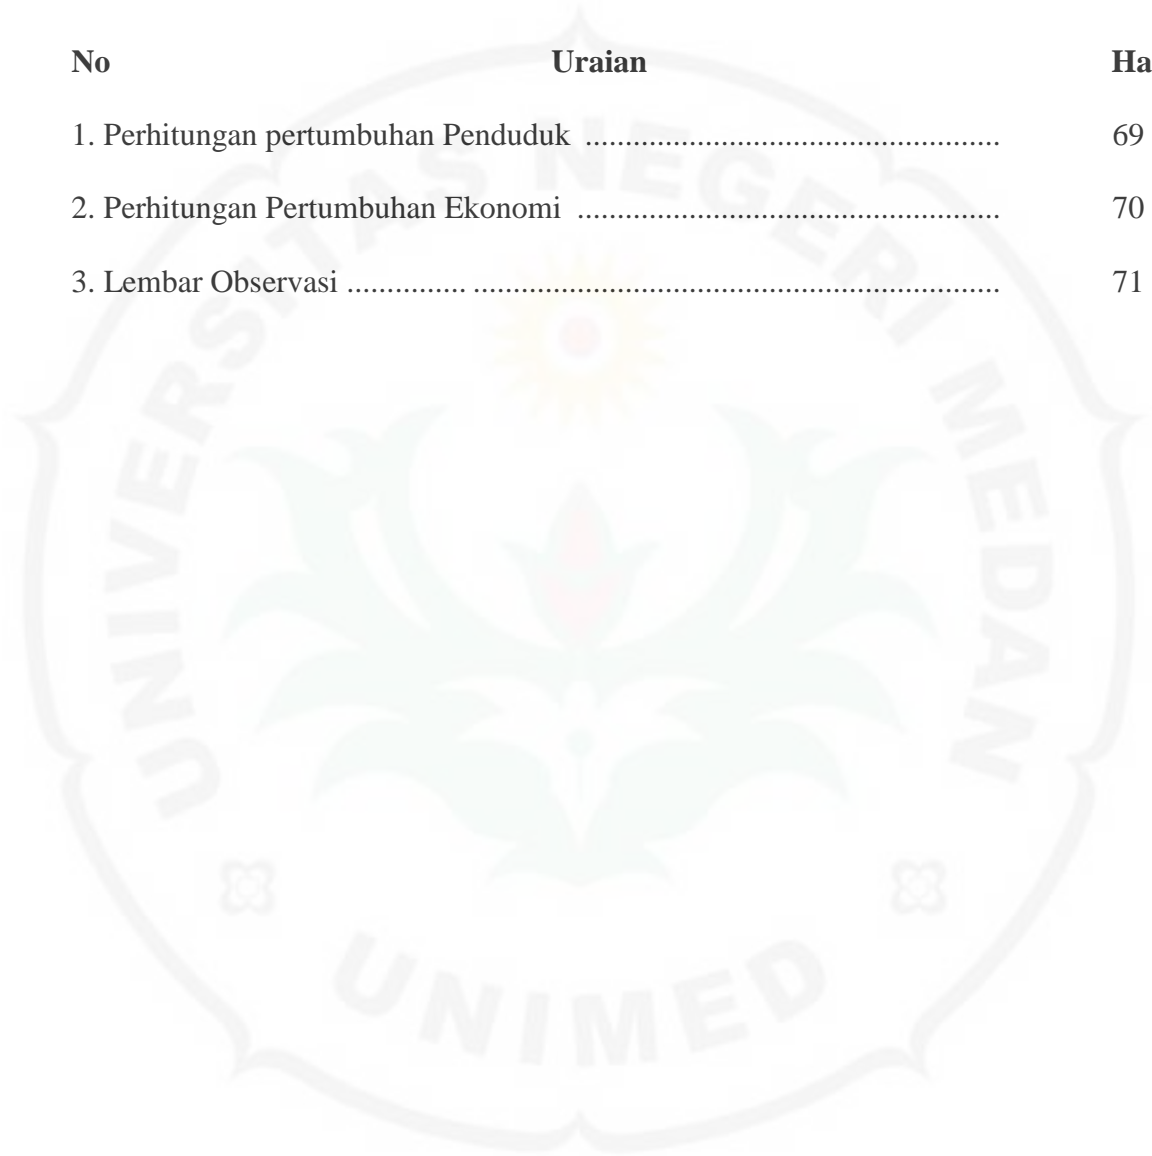 No Uraian Ha
1. Perhitungan pertumbuhan Penduduk ................................................... 69
2. Perhitungan Pertumbuhan Ekonomi .................................................... 70
3. Lembar Observasi ............... ................................................................. 71
UNIVERSITAS NEGERI MEDAN
UNIMED